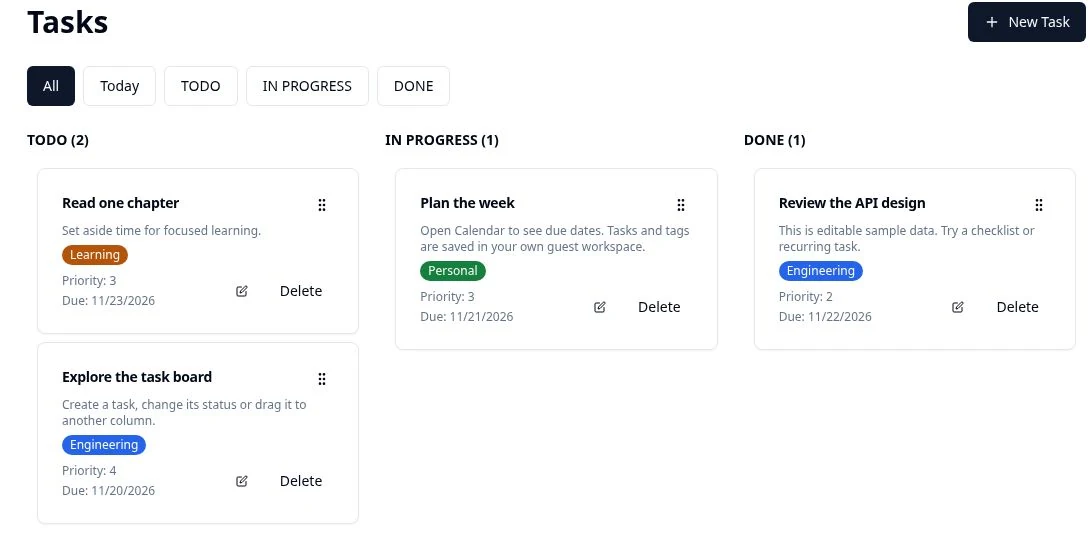 Tasks
New Task
All
Today
TODO
IN PROGRESS
DONE
TODO (2)
Read one chapter
Set aside time for focused learning.
Learning
Priority: 3
Due: 11/23/2026
Delete
Explore the task board
Create a task, change its status or drag it to
another column.
Engineering
Priority: 4
Due: 11/20/2026
Delete
IN PROGRESS (1)
Plan the week
Open Calendar to see due dates. Tasks and tags
are saved in your own guest workspace.
Personal
Priority: 3
Due: 11/21/2026
Delete
DONE (1)
Review the API design
This is editable sample data. Try a checklist or
recurring task.
Engineering
Priority: 2
Due: 11/22/2026
Delete